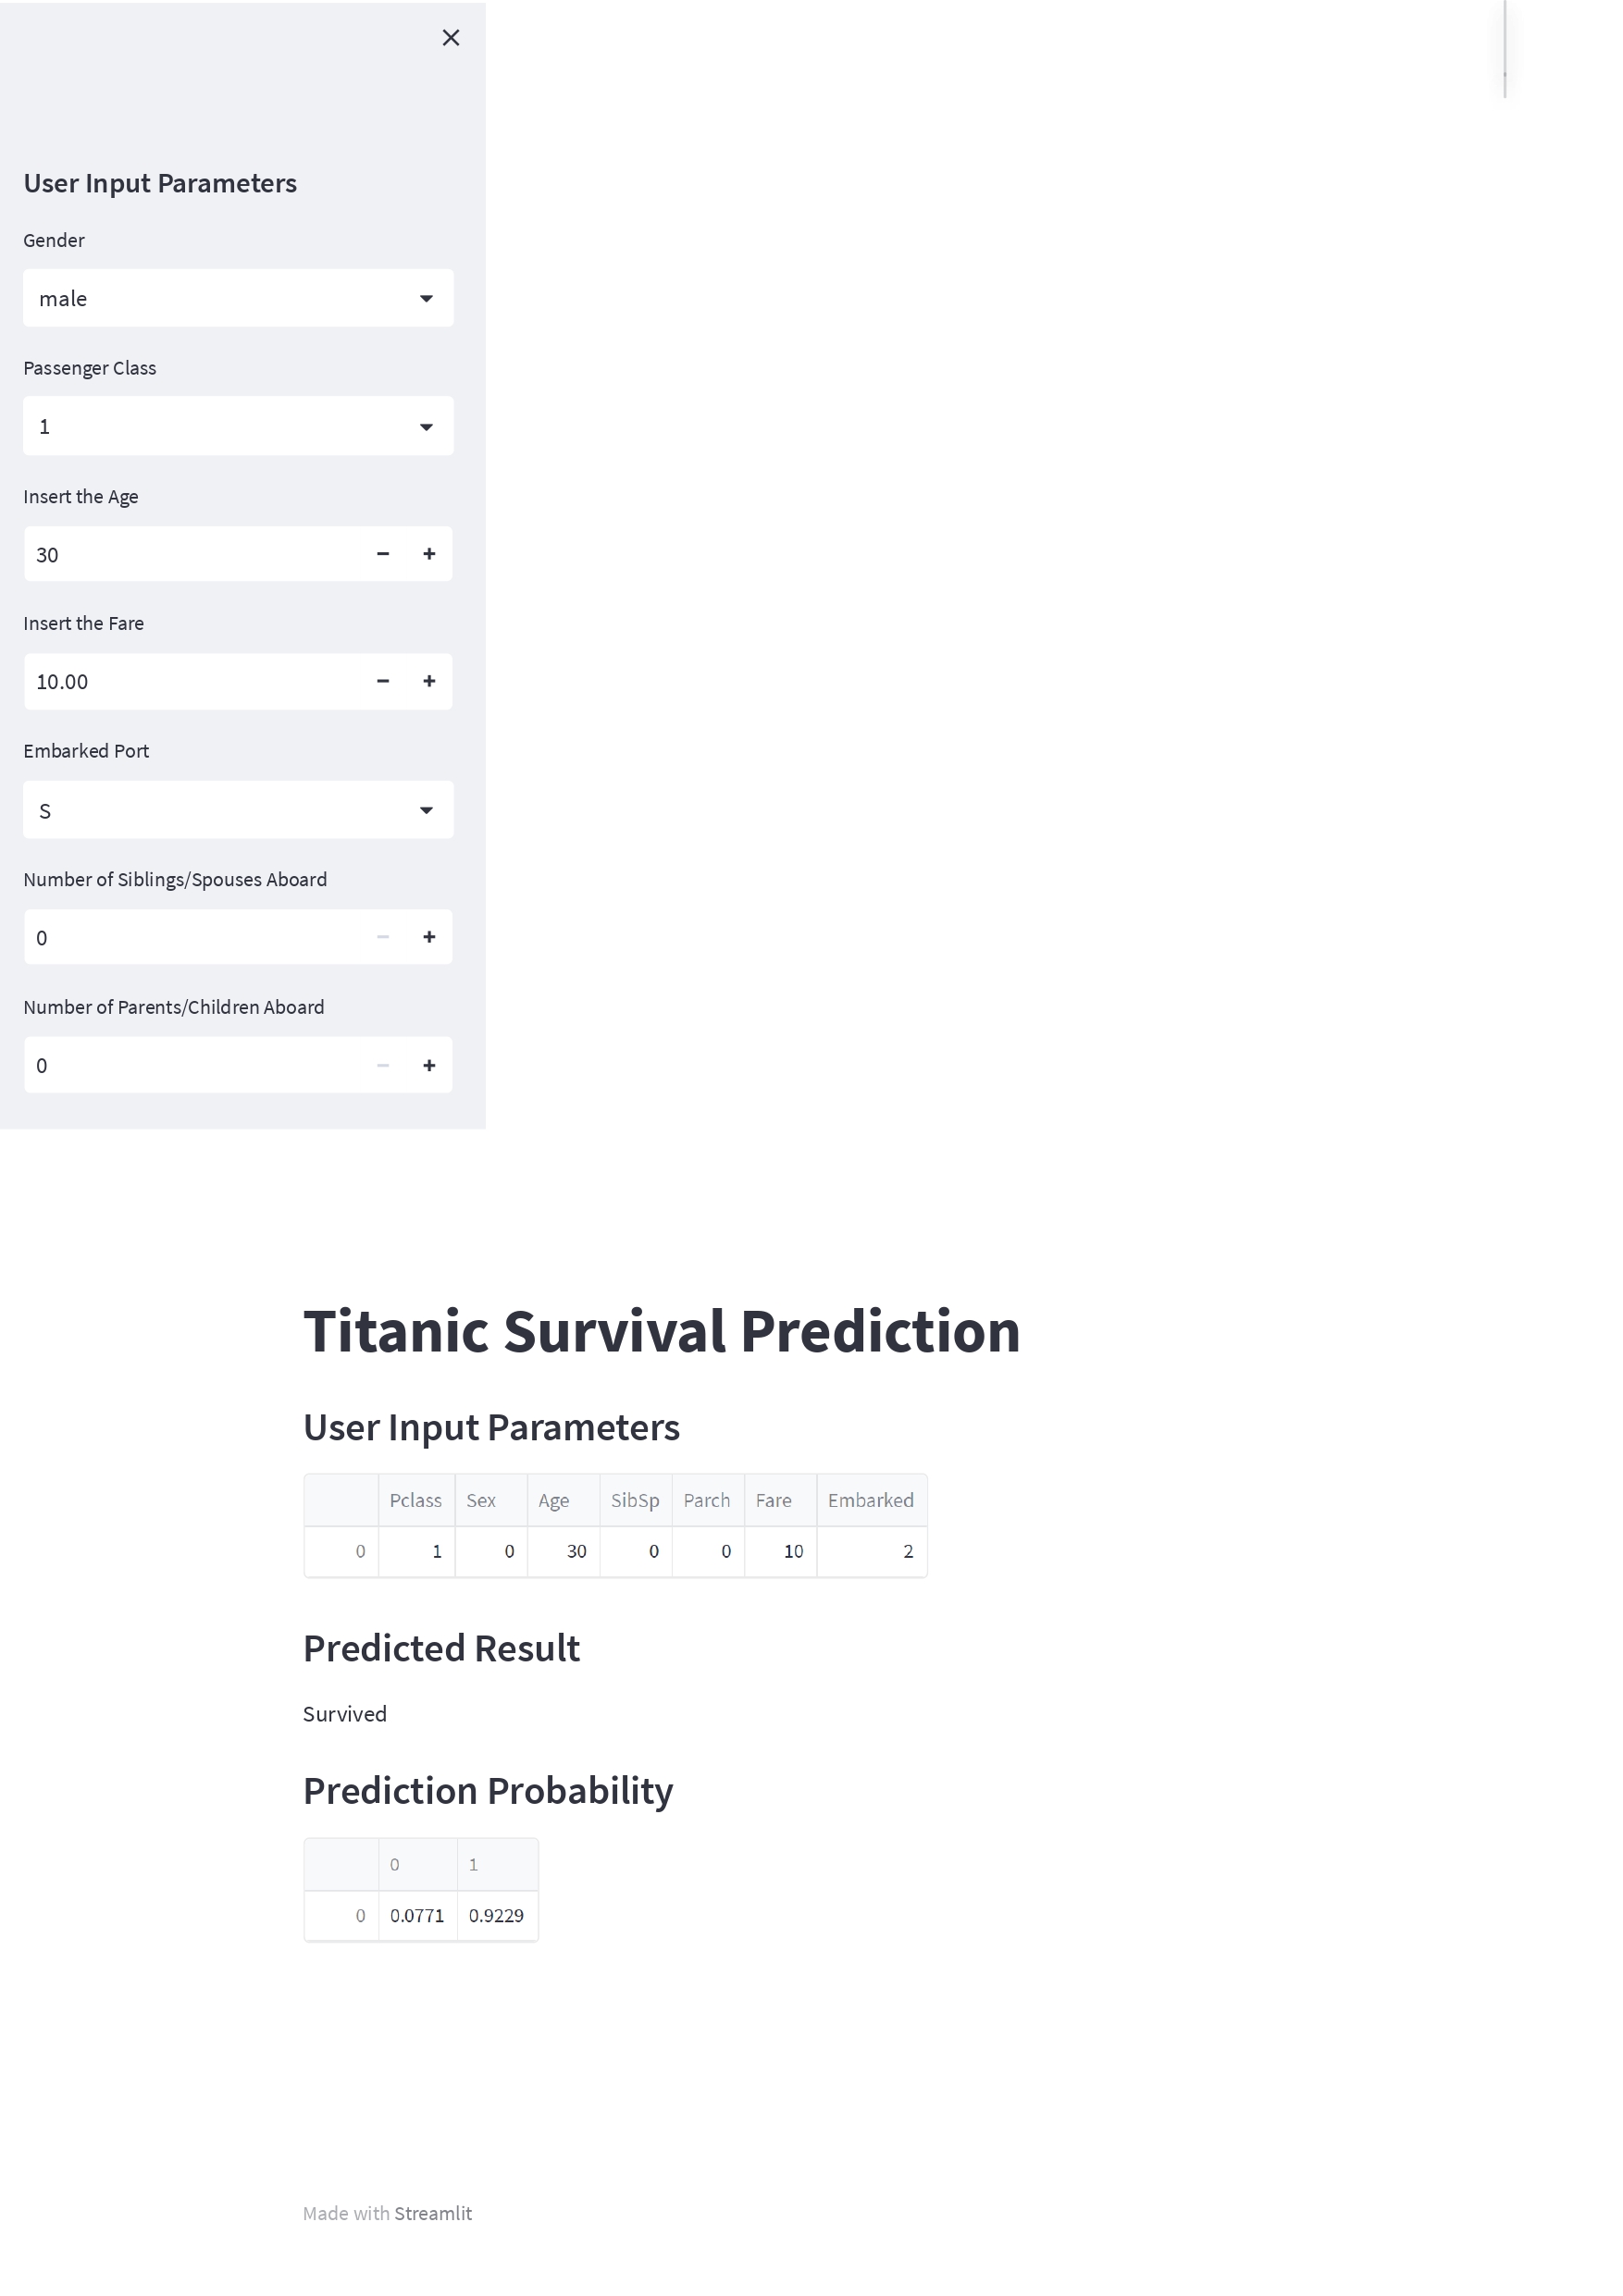 User Input Parameters
Gender
male
Passenger Class
1
Insert the Age
30
Insert the Fare
10.00
Embarked Port
S
Number of Siblings/Spouses Aboard
0
Number of Parents/Children Aboard
0
Titanic Survival Prediction
User Input Parameters
Pclass Sex Age SibSp Parch Fare Embarked
0 1 0 30 0 0 10 2
Predicted Result
Survived
Prediction Probability
0 1
0 0.0771 0.9229
Made with Streamlit